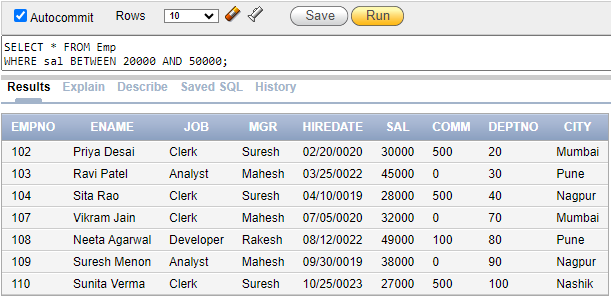 Autocommit Rows 10 Save Run
SELECT * FROM Emp
WHERE sal BETWEEN 20000 AND 50000;
Results Explain Describe Saved SQL History
EMPNO ENAME JOB MGR HIREDATE SAL COMM DEPTNO CITY
102 Priya Desai Clerk Suresh 02/20/0020 30000 500 20 Mumbai
103 Ravi Patel Analyst Mahesh 03/25/0022 45000 0 30 Pune
104 Sita Rao Clerk Suresh 04/10/0019 28000 500 40 Nagpur
107 Vikram Jain Clerk Mahesh 07/05/0020 32000 0 70 Mumbai
108 Neeta Agarwal Developer Rakesh 08/12/0022 49000 100 80 Pune
109 Suresh Menon Analyst Mahesh 09/30/0019 38000 0 90 Nagpur
110 Sunita Verma Clerk Suresh 10/25/0023 27000 500 100 Nashik